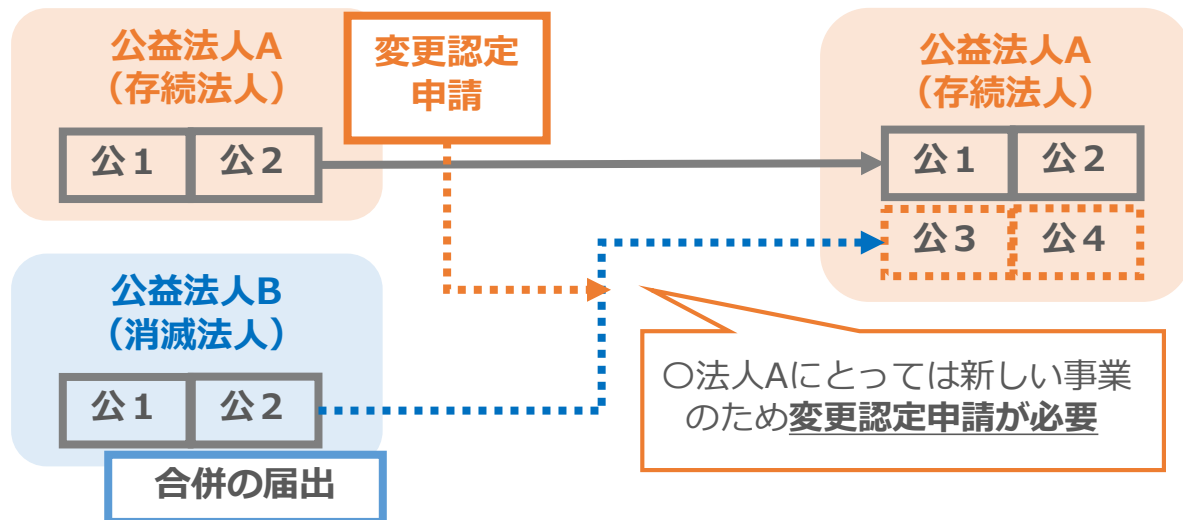 公益法人A
（存続法人）
公１
公２
変更認定
申請
公益法人A
（存続法人）
公１
公２
公３
公４
公益法人B
（消滅法人）
公１
公２
合併の届出
〇法人Aにとっては新しい事業
のため変更認定申請が必要